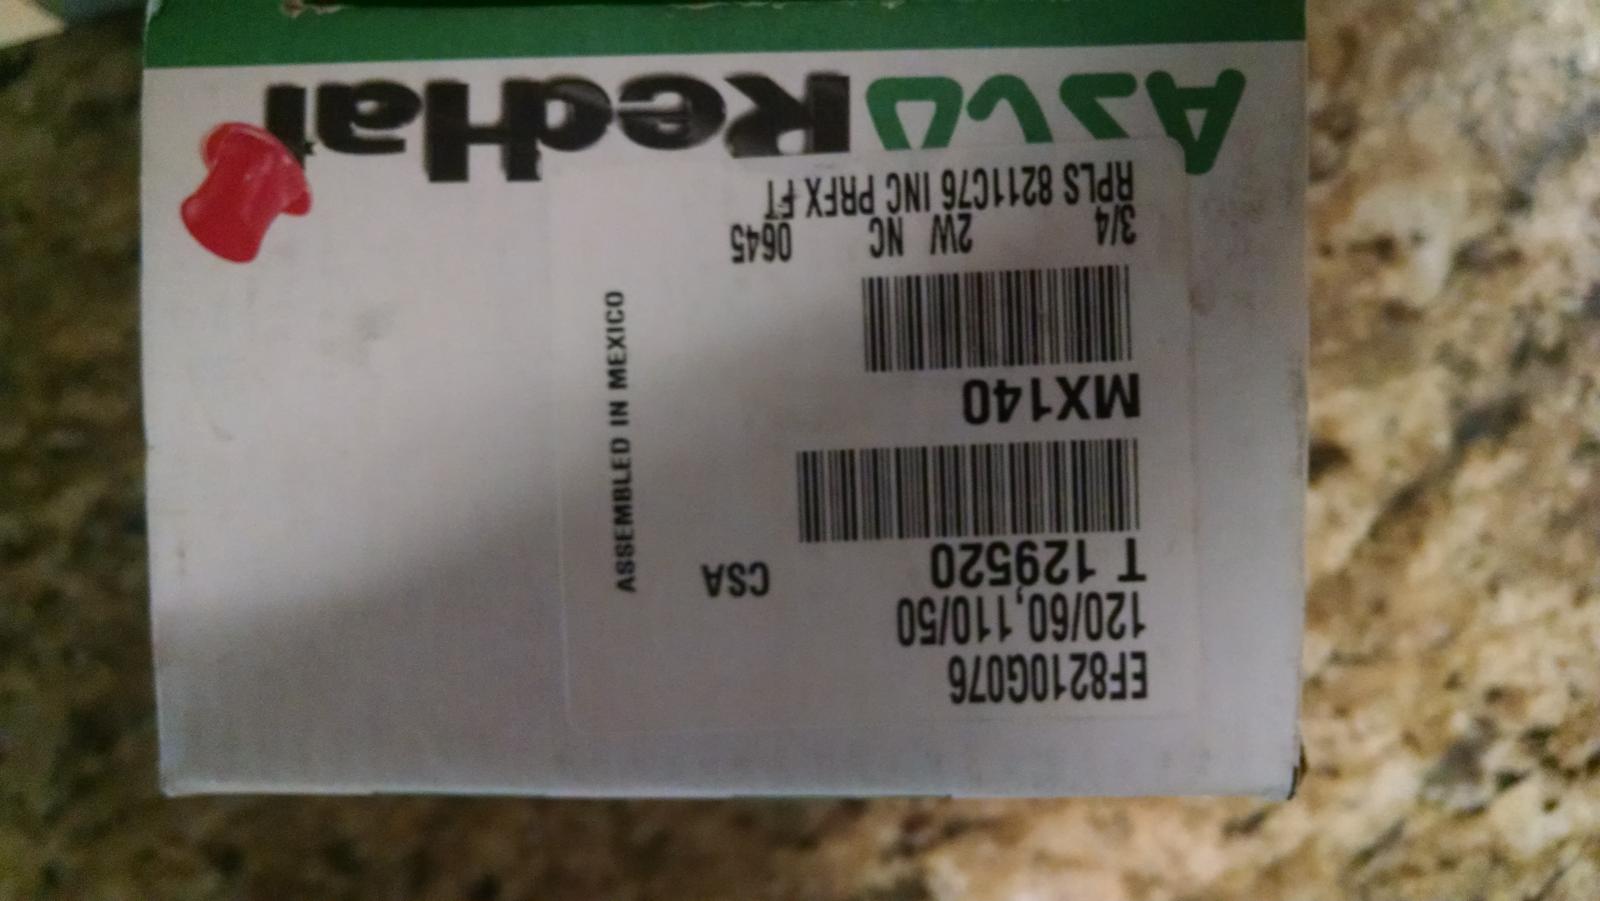 EF8210G076
120/60,110/50
T 129520
CSA
MX140
3/4 2W NC 0645
RPLS 8211C76 INC PRFX FT
ASSEMBLED IN MEXICO
ASCO RedHat